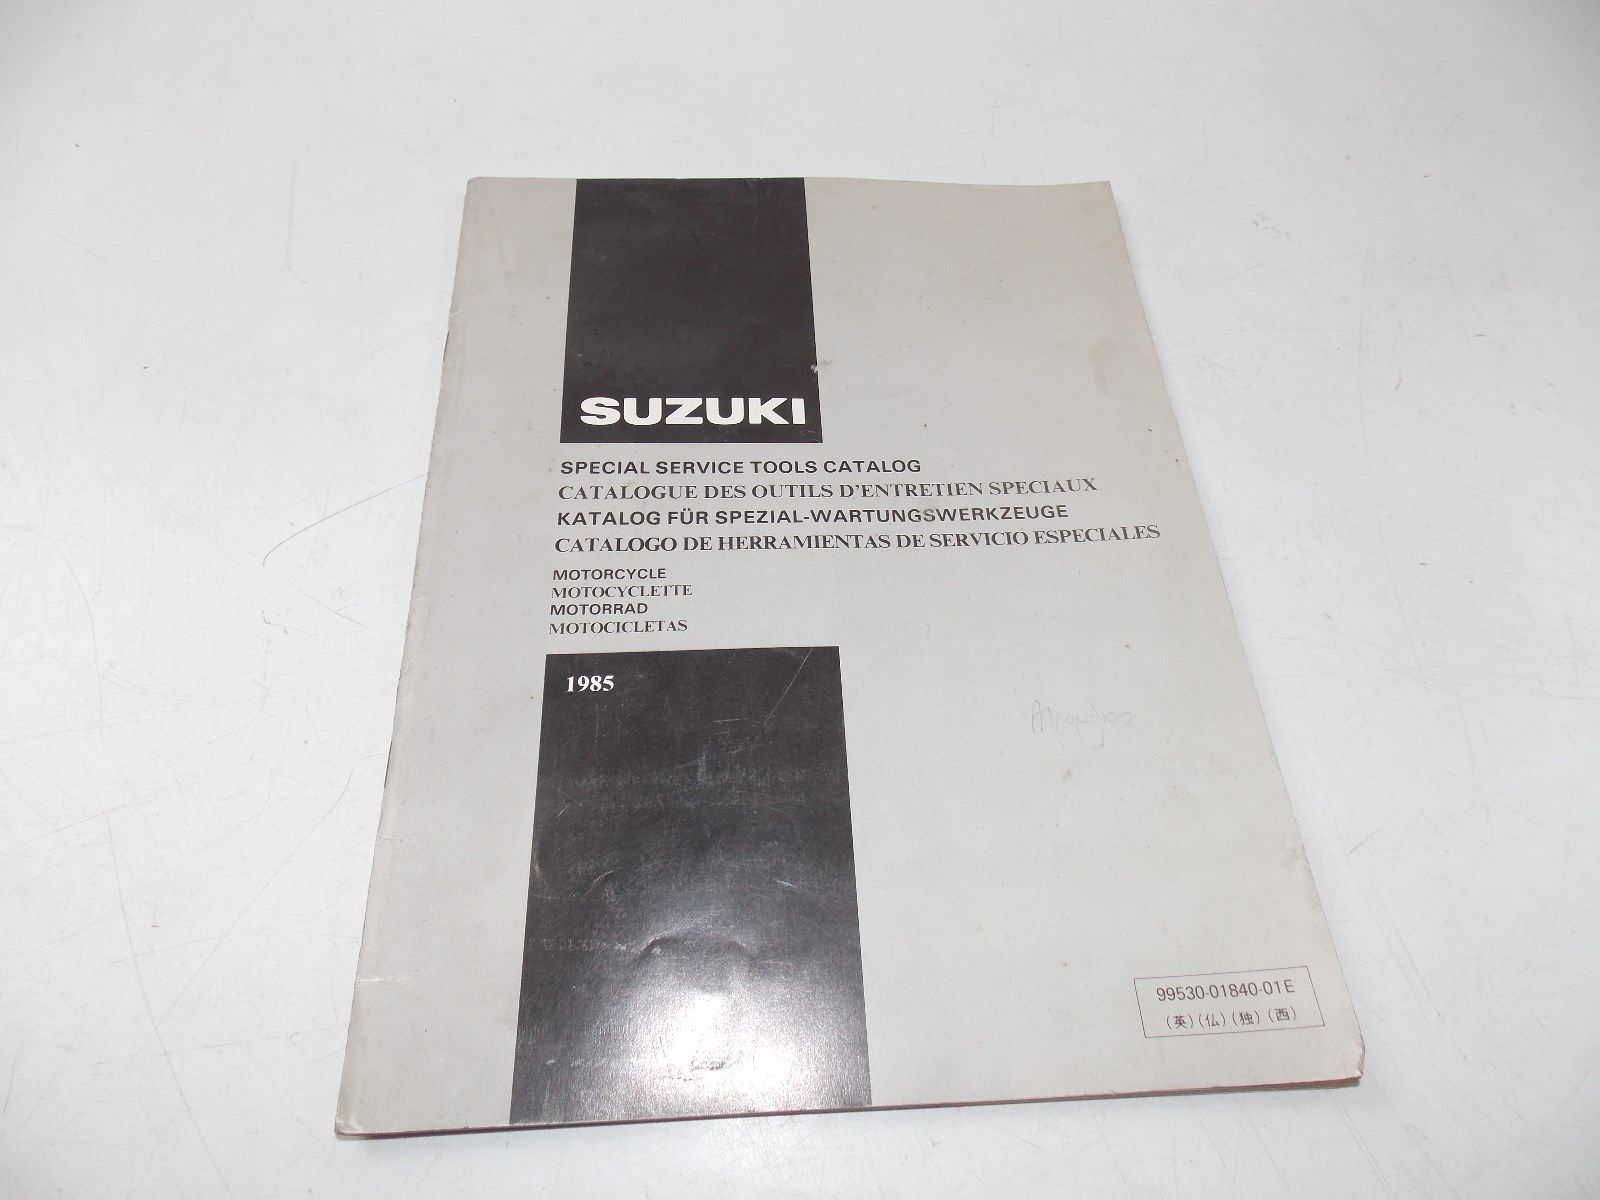 SUZUKI
SPECIAL SERVICE TOOLS CATALOG
CATALOGUE DES OUTILS D'ENTRETIEN SPECIAUX
KATALOG FÜR SPEZIAL-WARTUNGSWERKZEUGE
CATALOGO DE HERRAMIENTAS DE SERVICIO ESPECIALES
MOTORCYCLE
MOTOCYCLETTE
MOTORRAD
MOTOCICLETAS
1985
99530-01840-01E
(英)(仏)(独)(西)